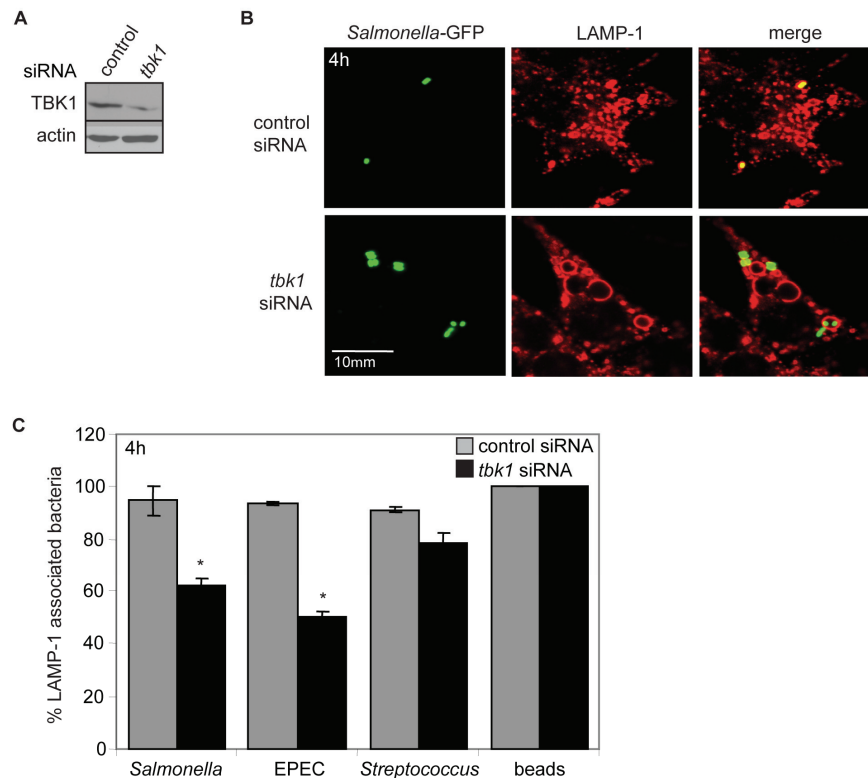 A
siRNA control tbk1
TBK1
actin
B
Salmonella-GFP LAMP-1 merge
4h
control
siRNA
tbk1
siRNA
10mm
C
4h
control siRNA
tbk1 siRNA
% LAMP-1 associated bacteria
120
100
80
60
40
20
0
* *
Salmonella EPEC Streptococcus beads